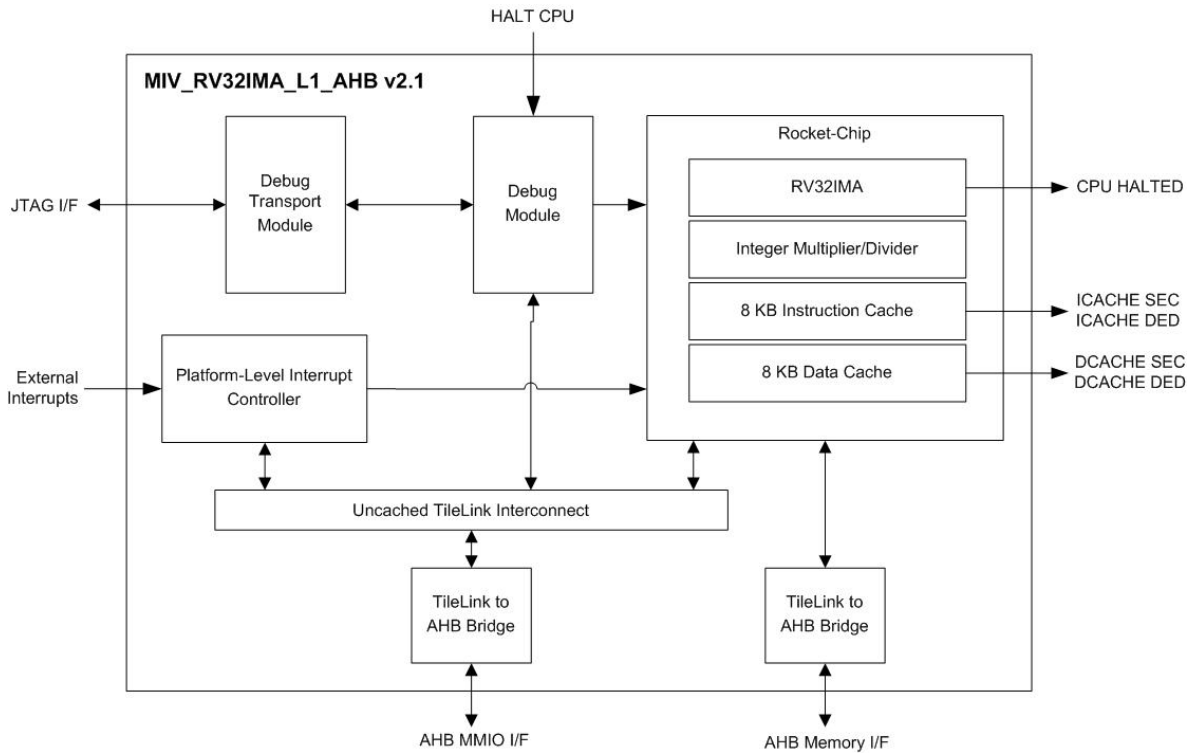 HALT CPU
MIV_RV32IMA_L1_AHB v2.1
Rocket-Chip
Debug
Transport
Module
Debug
Module
RV32IMA
CPU HALTED
JTAG I/F
Integer Multiplier/Divider
8 KB Instruction Cache
ICACHE SEC
ICACHE DED
External
Interrupts
Platform-Level Interrupt
Controller
8 KB Data Cache
DCACHE SEC
DCACHE DED
Uncached TileLink Interconnect
TileLink to
AHB Bridge
TileLink to
AHB Bridge
AHB MMIO I/F
AHB Memory I/F